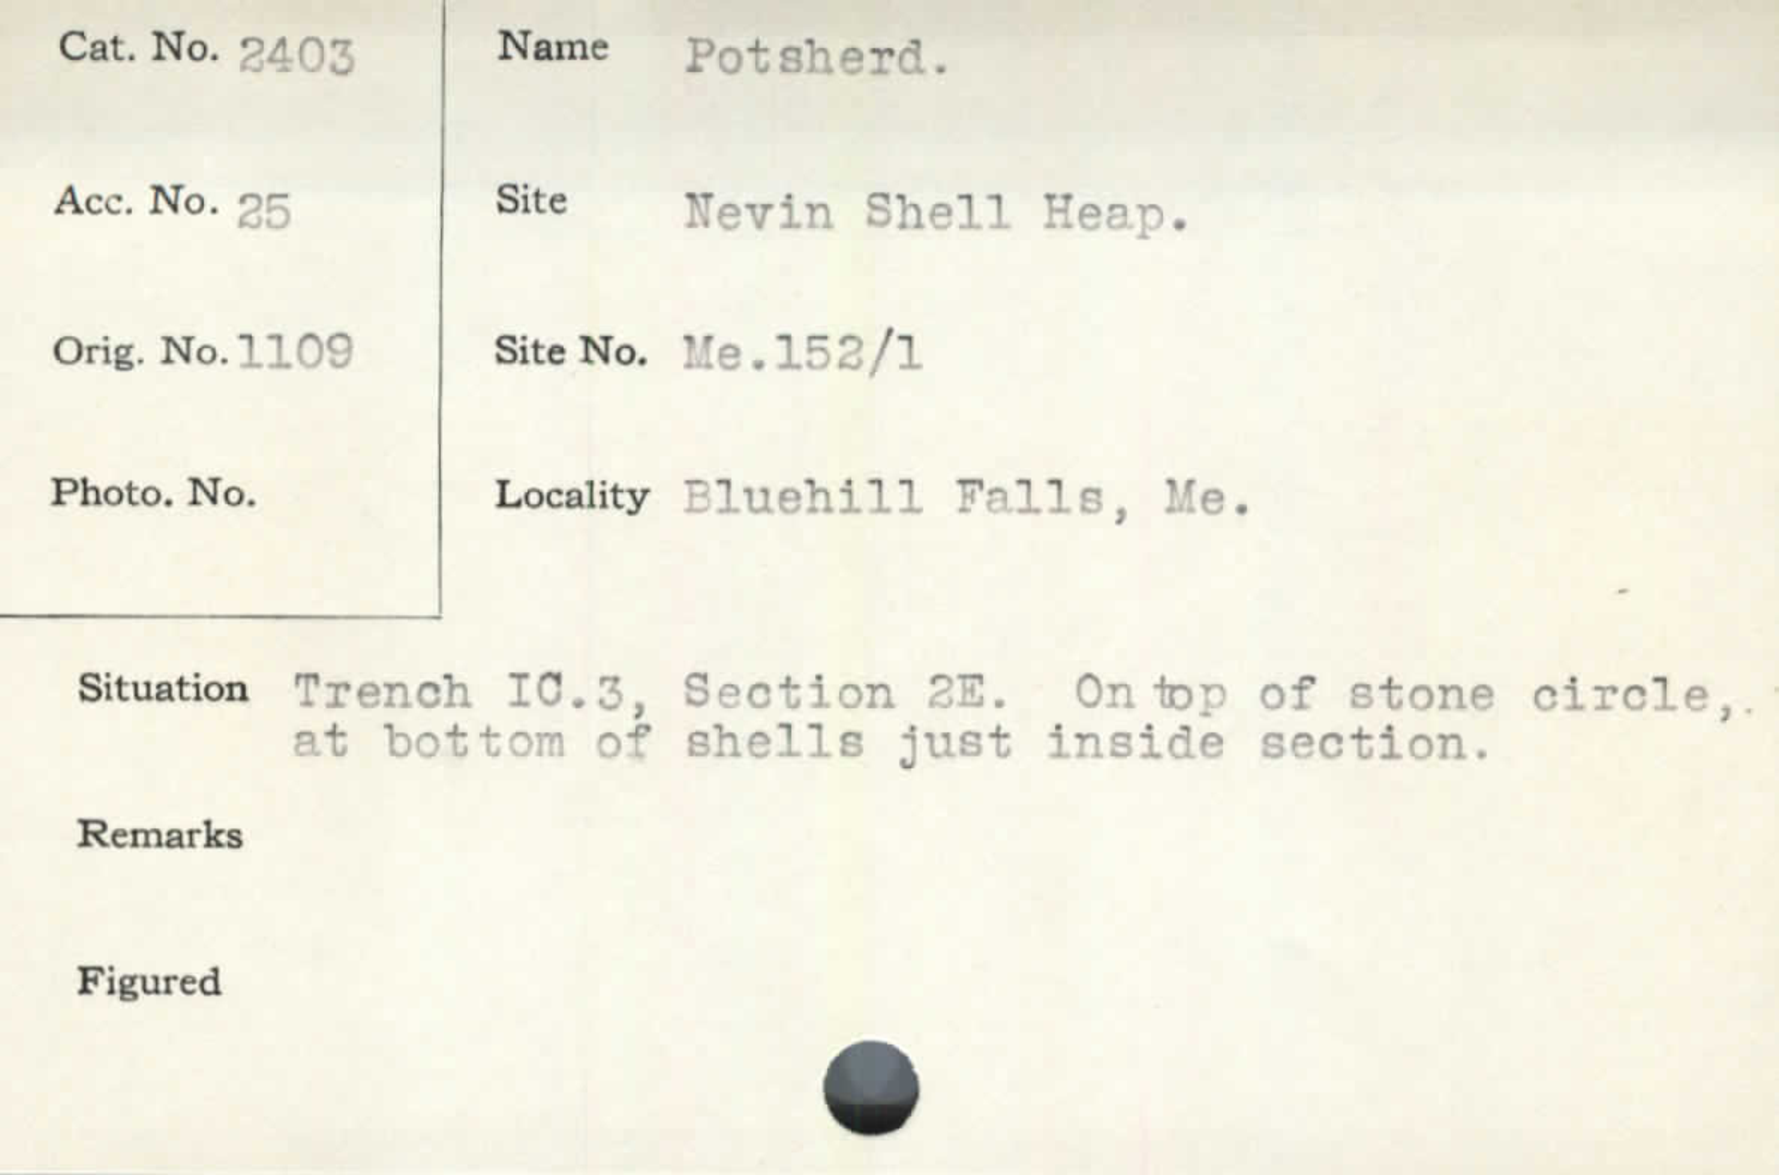 Cat. No. 2403
Name Potsherd.
Acc. No. 25
Site Nevin Shell Heap.
Orig. No. 1109
Site No. Me.152/1
Photo. No.
Locality Bluehill Falls, Me.
Situation Trench IC.3, Section 2E. On top of stone circle,.
at bottom of shells just inside section.
Remarks
Figured